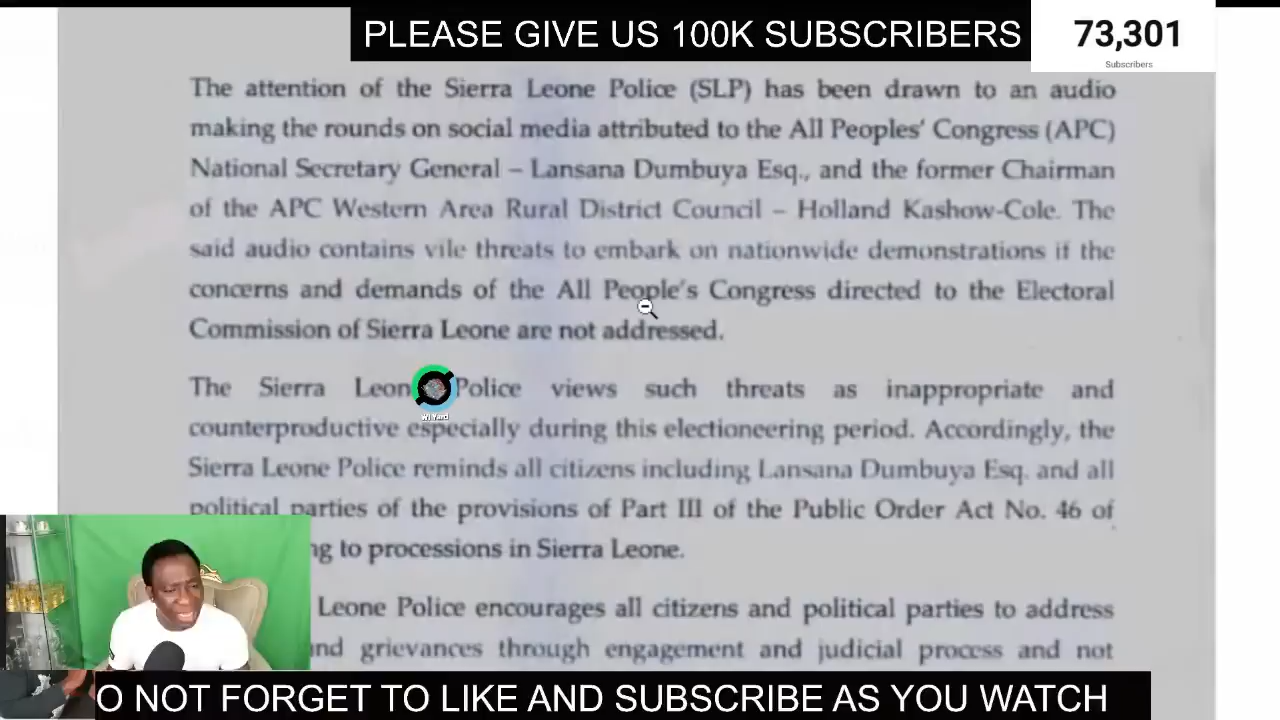 PLEASE GIVE US 100K SUBSCRIBERS
73,301
Subscribers
The attention of the Sierra Leone Police (SLP) has been drawn to an audio
making the rounds on social media attributed to the All Peoples' Congress (APC)
National Secretary General – Lansana Dumbuya Esq., and the former Chairman
of the APC Western Area Rural District Council – Holland Kashow-Cole. The
said audio contains vile threats to embark on nationwide demonstrations if the
concerns and demands of the All People's Congress directed to the Electoral
Commission of Sierra Leone are not addressed.
The Sierra Leon Police views such threats as inappropriate and
WI Yard
counterproductive especially during this electioneering period. Accordingly, the
Sierra Leone Police reminds all citizens including Lansana Dumbuya Esq. and all
political parties of the provisions of Part III of the Public Order Act No. 46 of
ng to processions in Sierra Leone.
Leone Police encourages all citizens and political parties to address
nd grievances through engagement and judicial process and not
O NOT FORGET TO LIKE AND SUBSCRIBE AS YOU WATCH